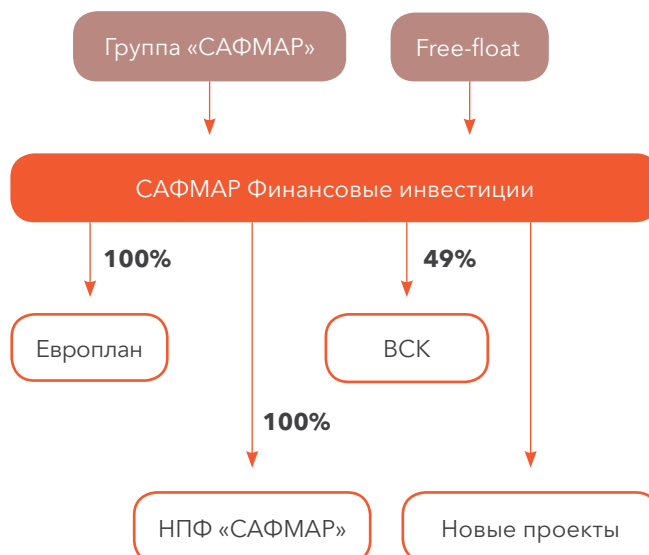 Группа «САФМАР»
Free-float
САФМАР Финансовые инвестиции
100%
49%
Европлан
ВСК
100%
НПФ «САФМАР»
Новые проекты